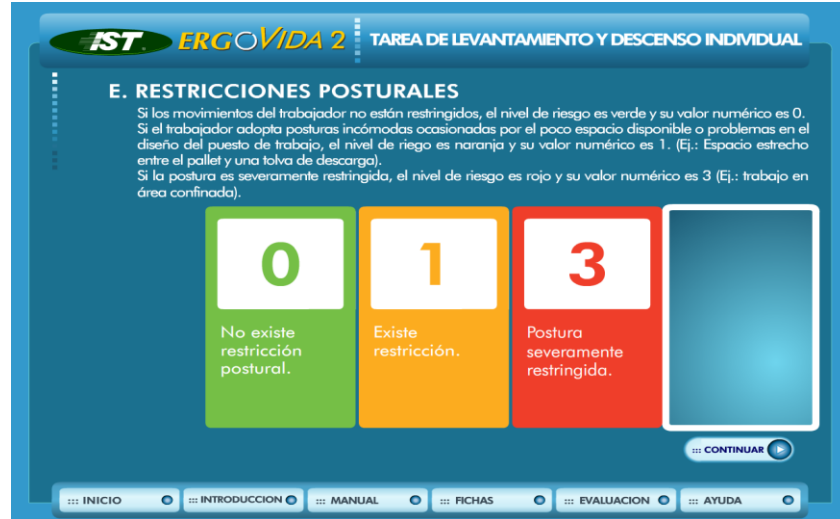 IST. ERGOVIDA 2 TAREA DE LEVANTAMIENTO Y DESCENSO INDIVIDUAL
E. RESTRICCIONES POSTURALES
Si los movimientos del trabajador no están restringidos, el nivel de riesgo es verde y su valor numérico es 0.
Si el trabajador adopta posturas incómodas ocasionadas por el poco espacio disponible o problemas en el
diseño del puesto de trabajo, el nivel de riego es naranja y su valor numérico es 1. (Ej.: Espacio estrecho
entre el pallet y una tolva de descarga).
Si la postura es severamente restringida, el nivel de riesgo es rojo y su valor numérico es 3 (Ej.: trabajo en
área confinada).
0
No existe
restricción
postural.
1
Existe
restricción.
3
Postura
severamente
restringida.
::: CONTINUAR
::: INICIO ::: INTRODUCCION ::: MANUAL ::: FICHAS ::: EVALUACION ::: AYUDA